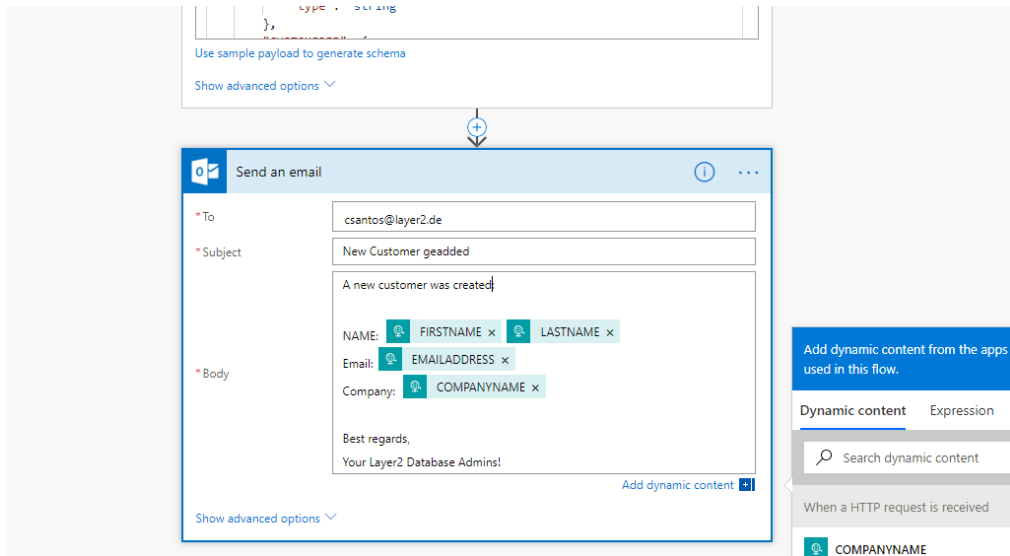 "type": "string"
},
Use sample payload to generate schema
Show advanced options
Send an email
* To
csantos@layer2.de
* Subject
New Customer geadded
* Body
A new customer was created:
NAME: FIRSTNAME × LASTNAME ×
Email: EMAILADDRESS ×
Company: COMPANYNAME ×
Best regards,
Your Layer2 Database Admins!
Add dynamic content
Show advanced options
Add dynamic content from the apps
used in this flow.
Dynamic content Expression
Search dynamic content
When a HTTP request is received
COMPANYNAME